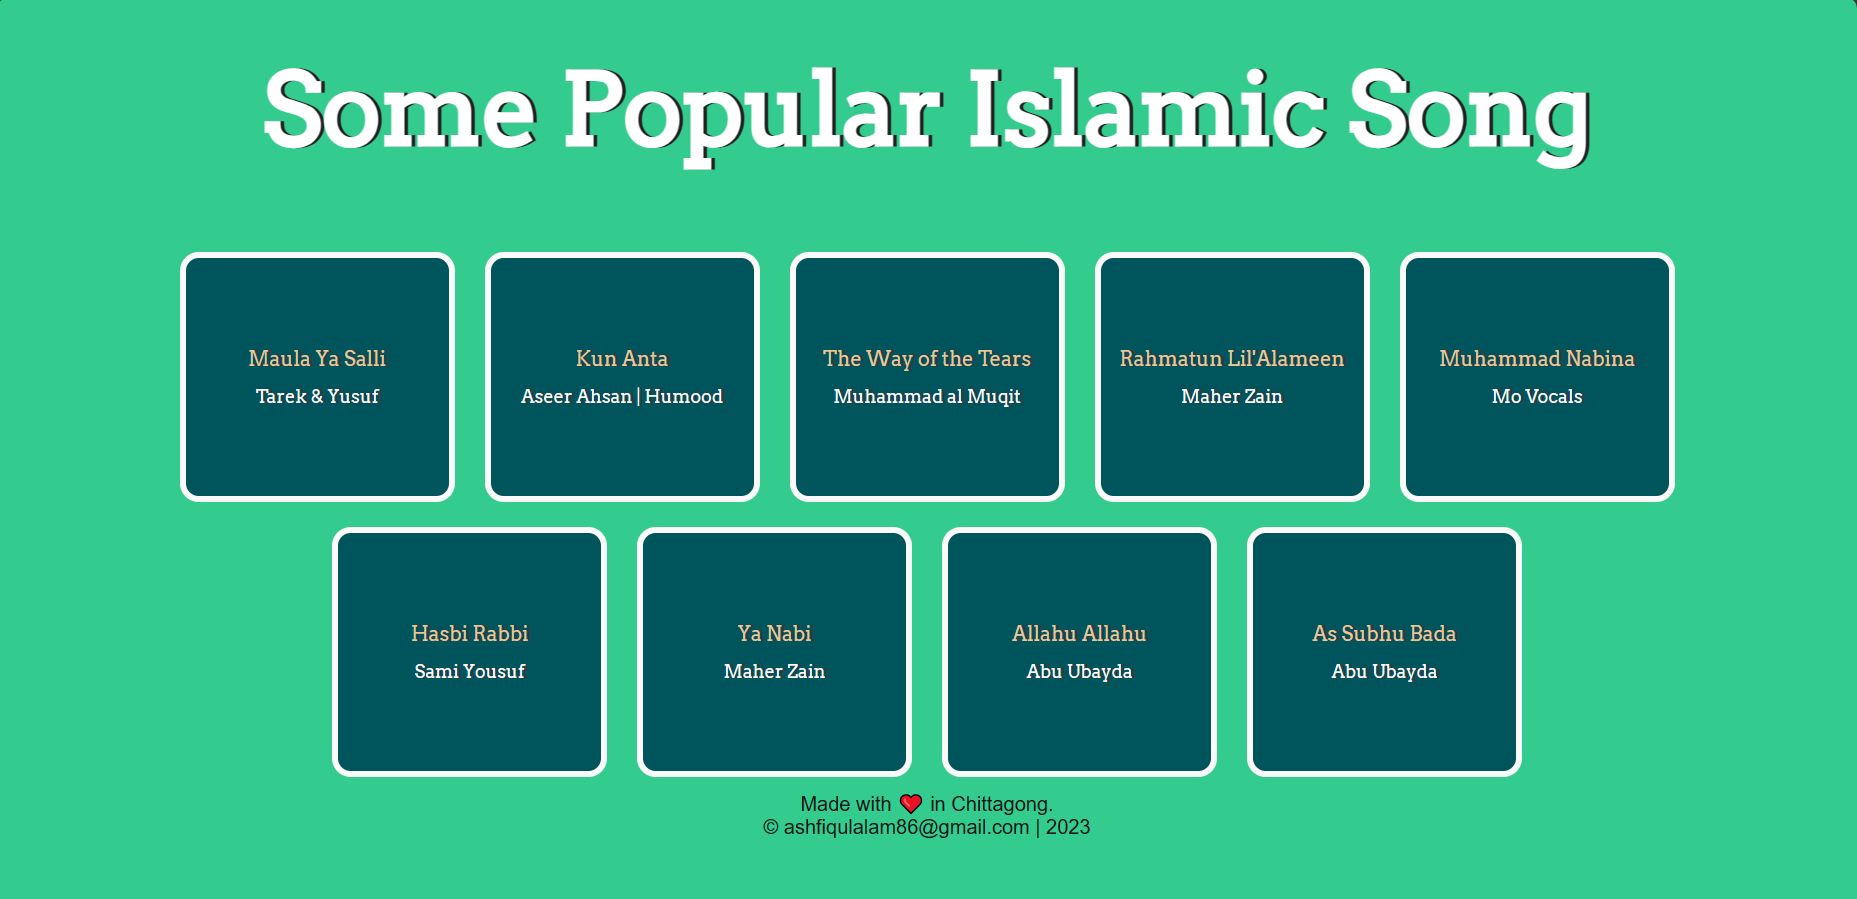 Some Popular Islamic Song
Maula Ya Salli
Tarek & Yusuf
Kun Anta
Aseer Ahsan | Humood
The Way of the Tears
Muhammad al Muqit
Rahmatun Lil'Alameen
Maher Zain
Muhammad Nabina
Mo Vocals
Hasbi Rabbi
Sami Yousuf
Ya Nabi
Maher Zain
Allahu Allahu
Abu Ubayda
As Subhu Bada
Abu Ubayda
Made with ❤️ in Chittagong.
© ashfiqulalam86@gmail.com | 2023